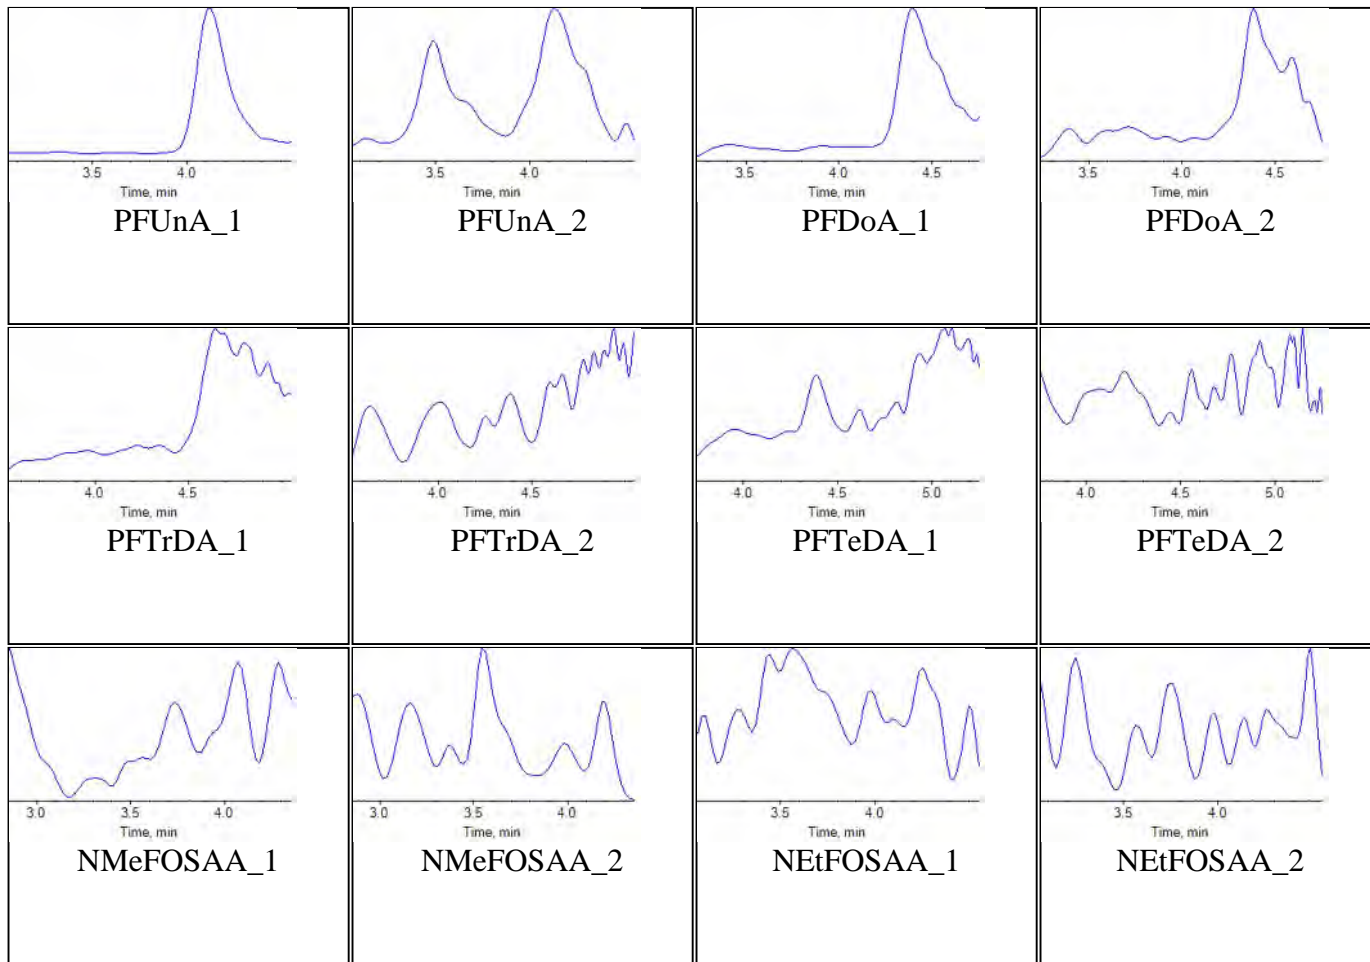 3.5 4.0
Time, min
PFUnA_1
3.5 4.0
Time, min
PFUnA_2
3.5 4.0 4.5
Time, min
PFDoA_1
3.5 4.0 4.5
Time, min
PFDoA_2
4.0 4.5
Time, min
PFTrDA_1
4.0 4.5
Time, min
PFTrDA_2
4.0 4.5 5.0
Time, min
PFTeDA_1
4.0 4.5 5.0
Time, min
PFTeDA_2
3.0 3.5 4.0
Time, min
NMeFOSAA_1
3.0 3.5 4.0
Time, min
NMeFOSAA_2
3.5 4.0
Time, min
NEtFOSAA_1
3.5 4.0
Time, min
NEtFOSAA_2